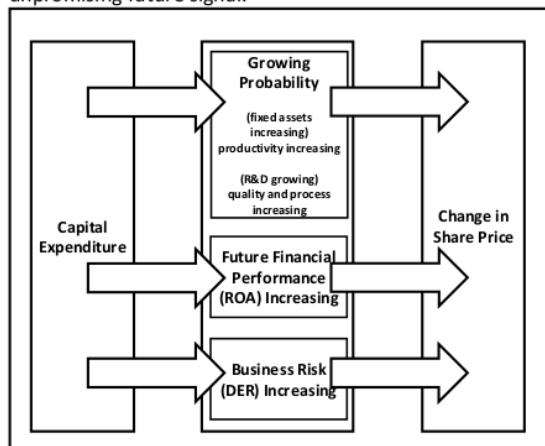 unpromising future signal.
Growing
Probability
(fixed assets
increasing)
productivity increasing
(R&D growing)
quality and process
increasing
Capital
Expenditure
Change in
Share Price
Future Financial
Performance
(ROA) Increasing
Business Risk
(DER) Increasing